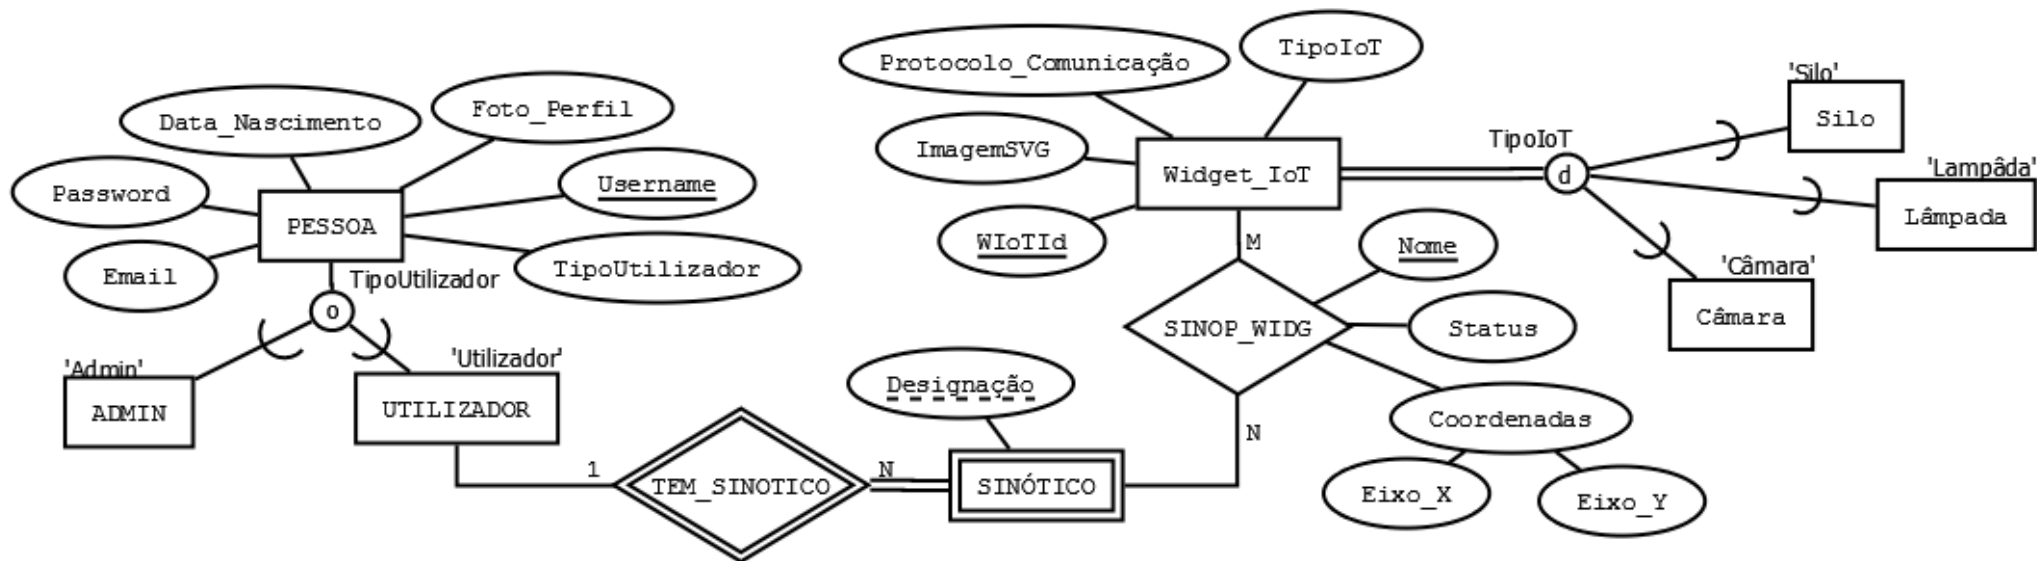 Protocolo_Comunicação
TipoIoT
'Silo'
Silo
Data_Nascimento
Foto_Perfil
ImagemSVG
TipoIoT
Widget_IoT
d
'Lampâda'
Lâmpada
Password
Username
PESSOA
WIoTId
M
Nome
Email
TipoUtilizador
'Câmara'
Câmara
TipoUtilizador
o
SINOP_WIDG
Status
'Admin'
ADMIN
'Utilizador'
UTILIZADOR
Designação
Coordenadas
N
1
TEM_SINOTICO
N
SINÓTICO
Eixo_X
Eixo_Y